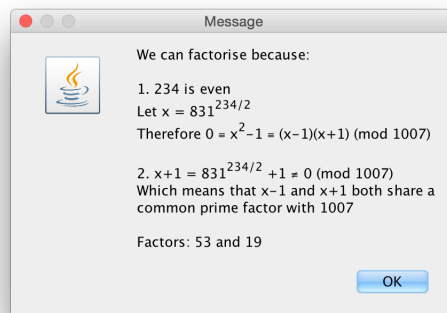 Message
We can factorise because:
1. 234 is even
Let x = 831^234/2
Therefore 0 = x^2-1 = (x-1)(x+1) (mod 1007)
2. x+1 = 831^234/2 +1 ≠ 0 (mod 1007)
Which means that x-1 and x+1 both share a
common prime factor with 1007
Factors: 53 and 19
OK